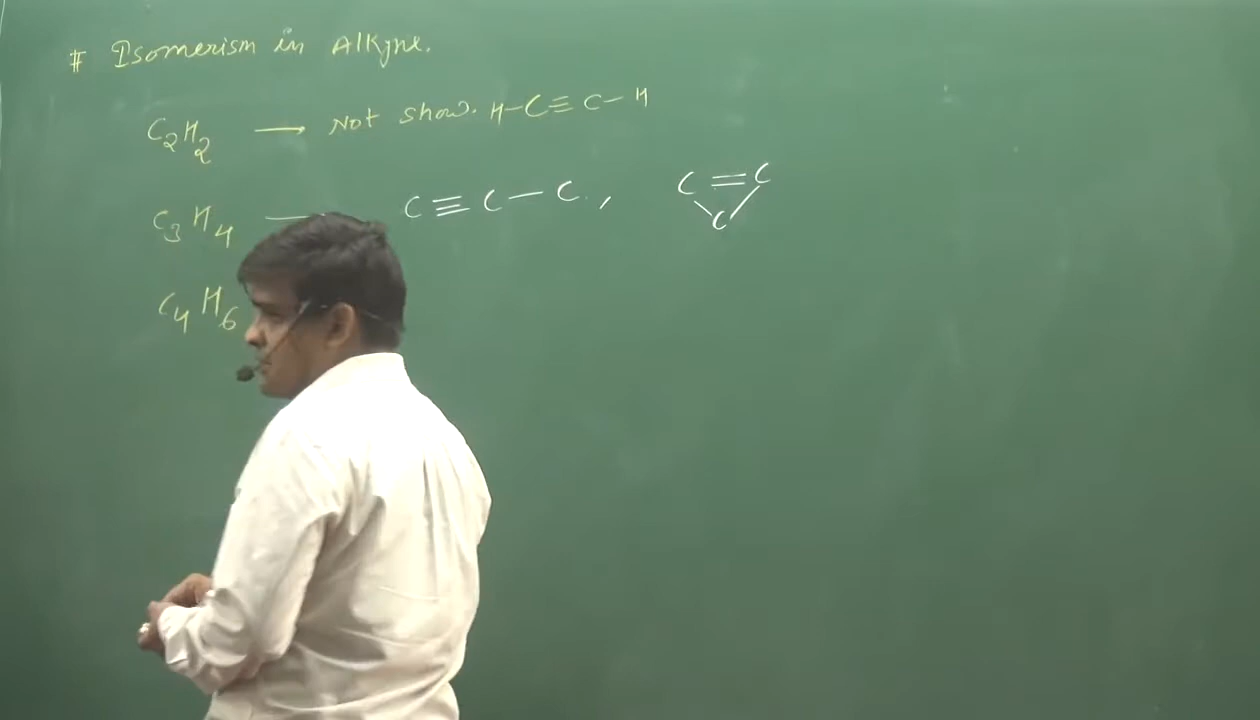 # Isomerism in Alkyne.
C₂H₂ → Not show. H–C≡C–H
C₃H₄ — C≡C–C, C=C C
C₄H₆